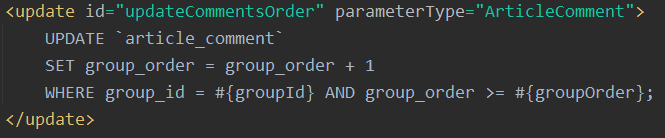 <update id="updateCommentsOrder" parameterType="ArticleComment">
UPDATE `article_comment`
SET group_order = group_order + 1
WHERE group_id = #{groupId} AND group_order >= #{groupOrder};
</update>